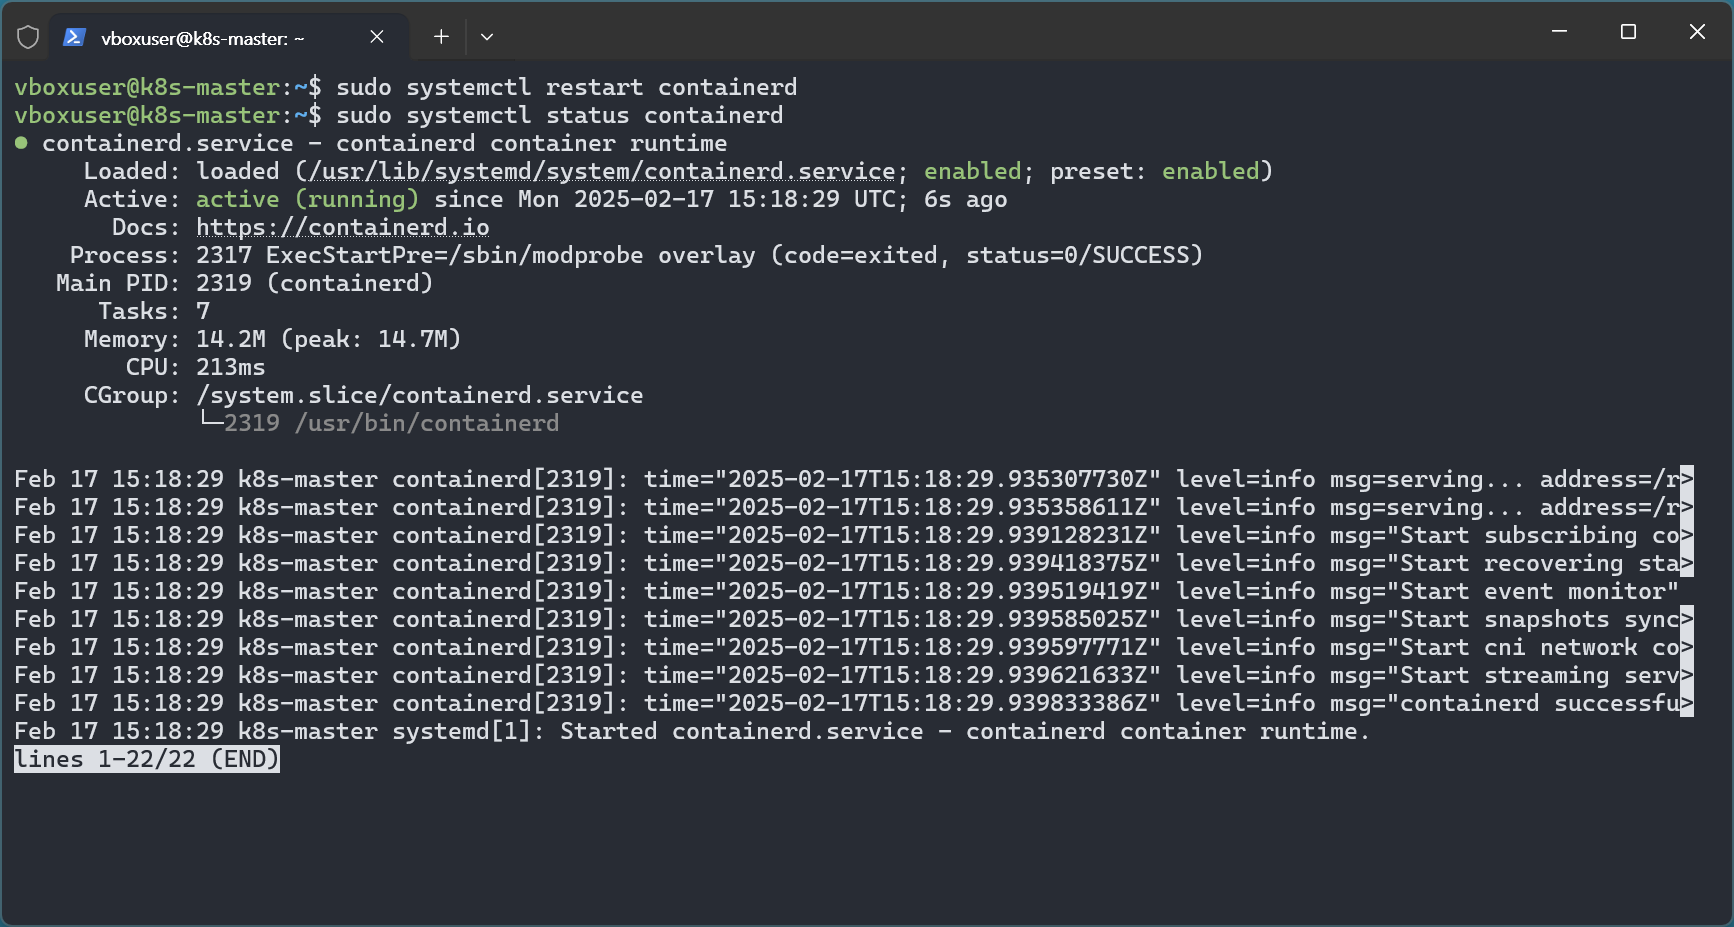 vboxuser@k8s-master: ~
vboxuser@k8s-master:~$ sudo systemctl restart containerd
vboxuser@k8s-master:~$ sudo systemctl status containerd
● containerd.service - containerd container runtime
     Loaded: loaded (/usr/lib/systemd/system/containerd.service; enabled; preset: enabled)
     Active: active (running) since Mon 2025-02-17 15:18:29 UTC; 6s ago
       Docs: https://containerd.io
    Process: 2317 ExecStartPre=/sbin/modprobe overlay (code=exited, status=0/SUCCESS)
   Main PID: 2319 (containerd)
      Tasks: 7
     Memory: 14.2M (peak: 14.7M)
        CPU: 213ms
     CGroup: /system.slice/containerd.service
             └─2319 /usr/bin/containerd
Feb 17 15:18:29 k8s-master containerd[2319]: time="2025-02-17T15:18:29.935307730Z" level=info msg=serving... address=/r>
Feb 17 15:18:29 k8s-master containerd[2319]: time="2025-02-17T15:18:29.935358611Z" level=info msg=serving... address=/r>
Feb 17 15:18:29 k8s-master containerd[2319]: time="2025-02-17T15:18:29.939128231Z" level=info msg="Start subscribing co>
Feb 17 15:18:29 k8s-master containerd[2319]: time="2025-02-17T15:18:29.939418375Z" level=info msg="Start recovering sta>
Feb 17 15:18:29 k8s-master containerd[2319]: time="2025-02-17T15:18:29.939519419Z" level=info msg="Start event monitor"
Feb 17 15:18:29 k8s-master containerd[2319]: time="2025-02-17T15:18:29.939585025Z" level=info msg="Start snapshots sync>
Feb 17 15:18:29 k8s-master containerd[2319]: time="2025-02-17T15:18:29.939597771Z" level=info msg="Start cni network co>
Feb 17 15:18:29 k8s-master containerd[2319]: time="2025-02-17T15:18:29.939621633Z" level=info msg="Start streaming serv>
Feb 17 15:18:29 k8s-master containerd[2319]: time="2025-02-17T15:18:29.939833386Z" level=info msg="containerd successfu>
Feb 17 15:18:29 k8s-master systemd[1]: Started containerd.service - containerd container runtime.
lines 1-22/22 (END)